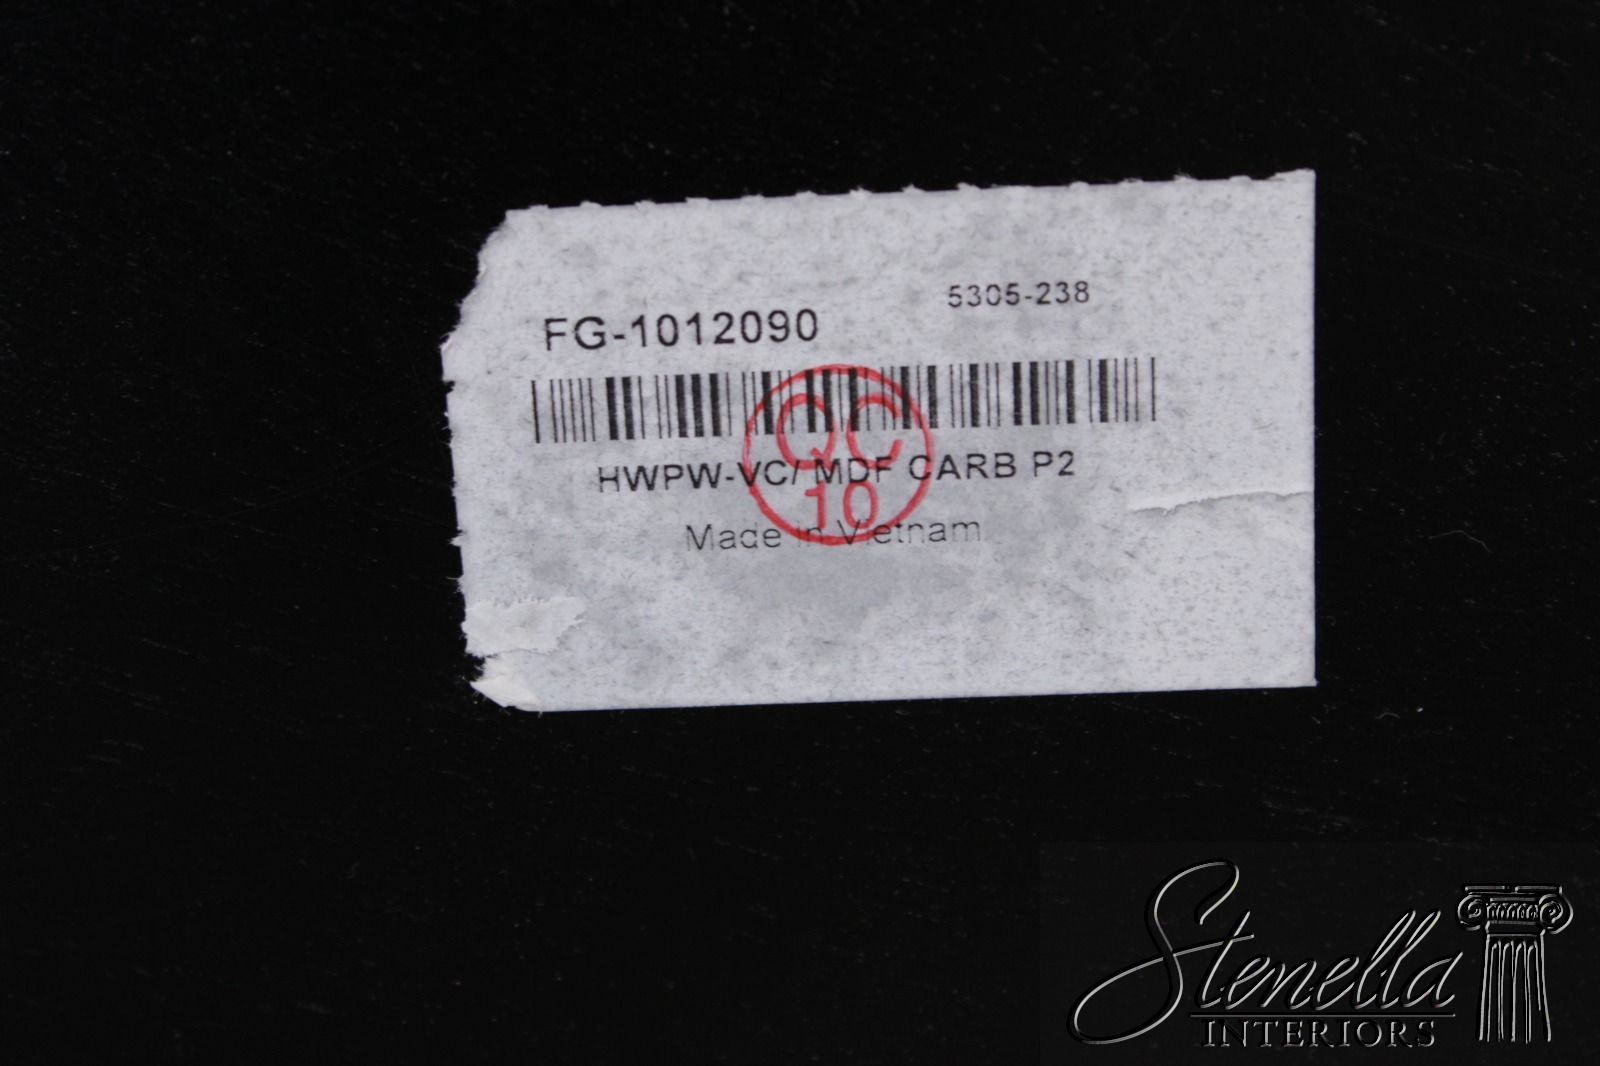 5305-238
FG-1012090
HWPW-VC/ MDF CARB P2
QC
10
Made in Vietnam
Stenella
INTERIORS